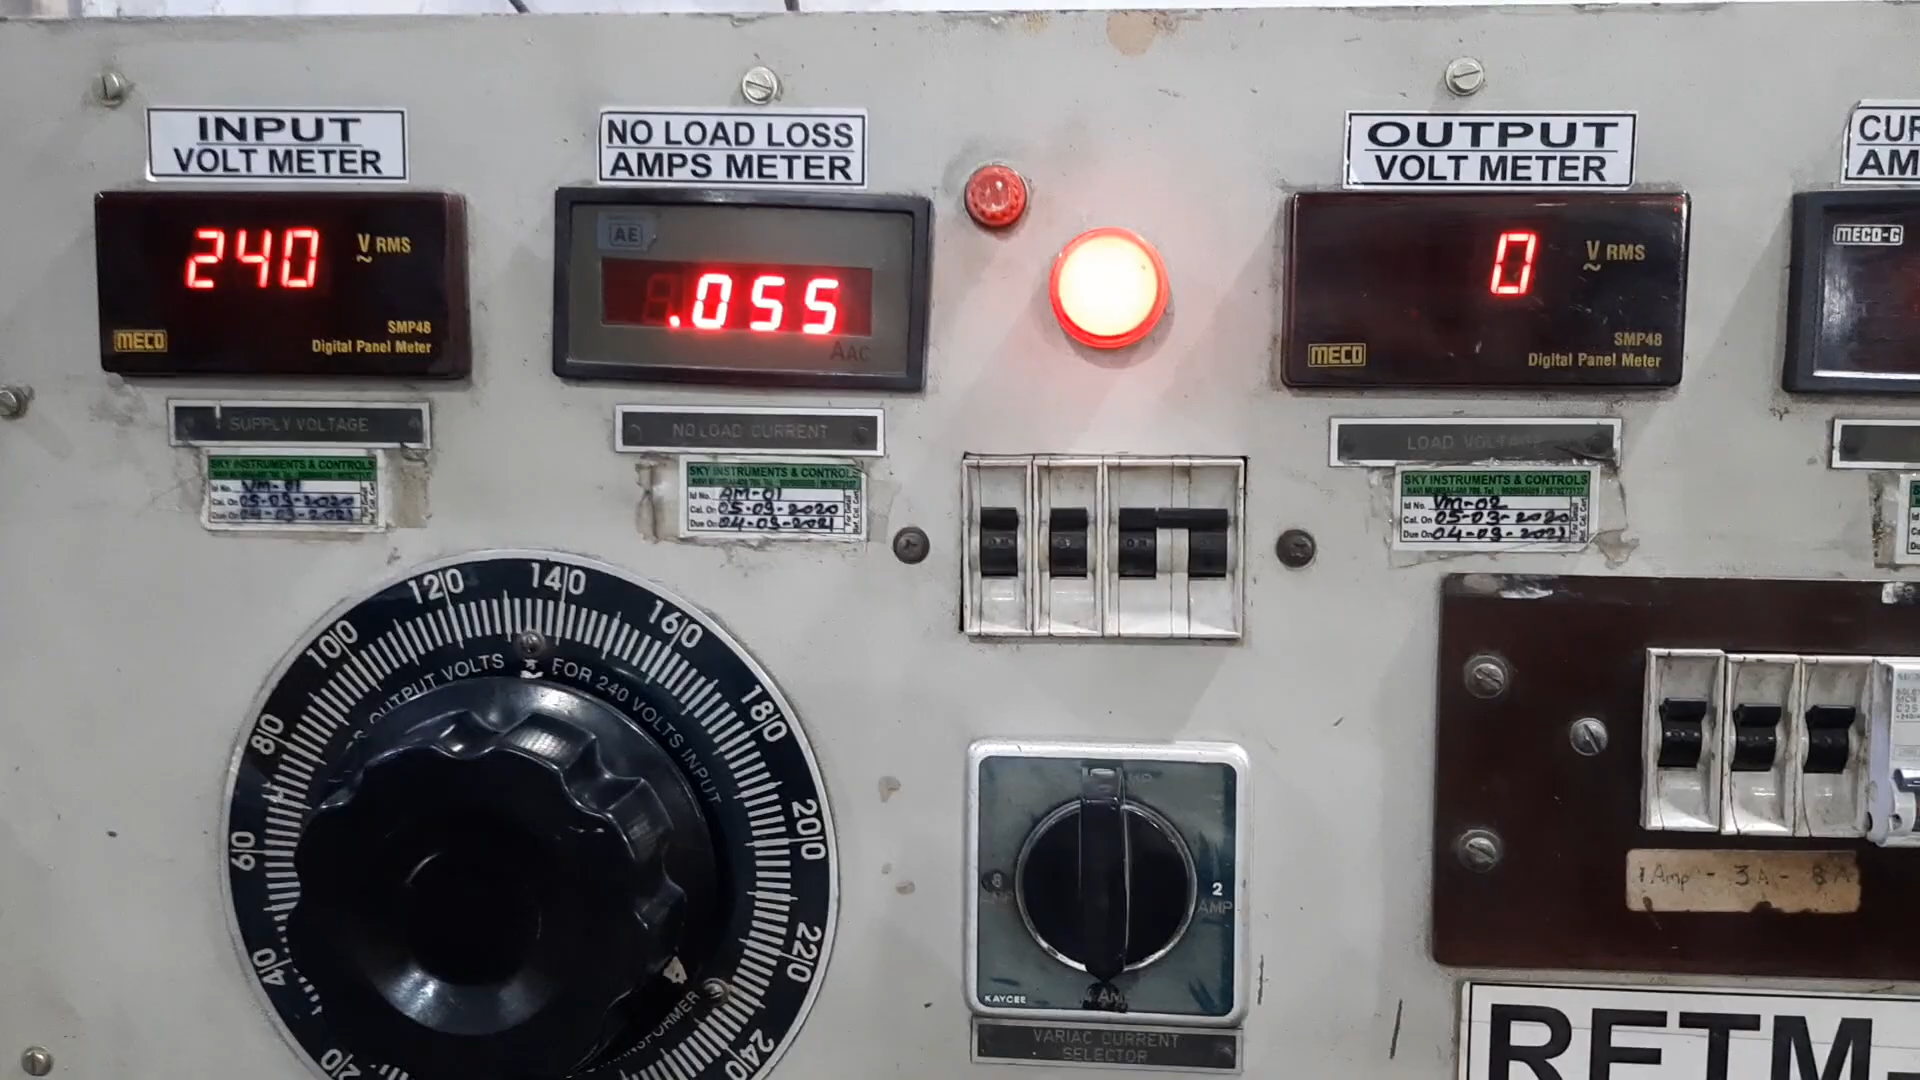 INPUT
VOLT METER
NO LOAD LOSS
AMPS METER
OUTPUT
VOLT METER
240
V RMS
SMP48
MECO
Digital Panel Meter
AE
.055
AAC
0
V RMS
SMP48
MECO
Digital Panel Meter
MECO-G
SUPPLY VOLTAGE
NO LOAD CURRENT
LOAD VOLTAGE
SKY INSTRUMENTS & CONTROLS
Id No. VM-01
Cal. On 05-03-2020
Due On 04-03-2021
SKY INSTRUMENTS & CONTROLS
Id No. AM-01
Cal. On 05-03-2020
Due On 04-03-2021
SKY INSTRUMENTS & CONTROLS
Id No. VM-02
Cal. On 05-03-2020
Due On 04-03-2021
20
40
60
80
100
120
140
160
180
200
220
240
OUTPUT VOLTS FOR 240 VOLTS INPUT
8
AMP
2
AMP
4 AMP
KAYCEE
VARIAC CURRENT
SELECTOR
1 Amp - 3A - 8A
RETM-